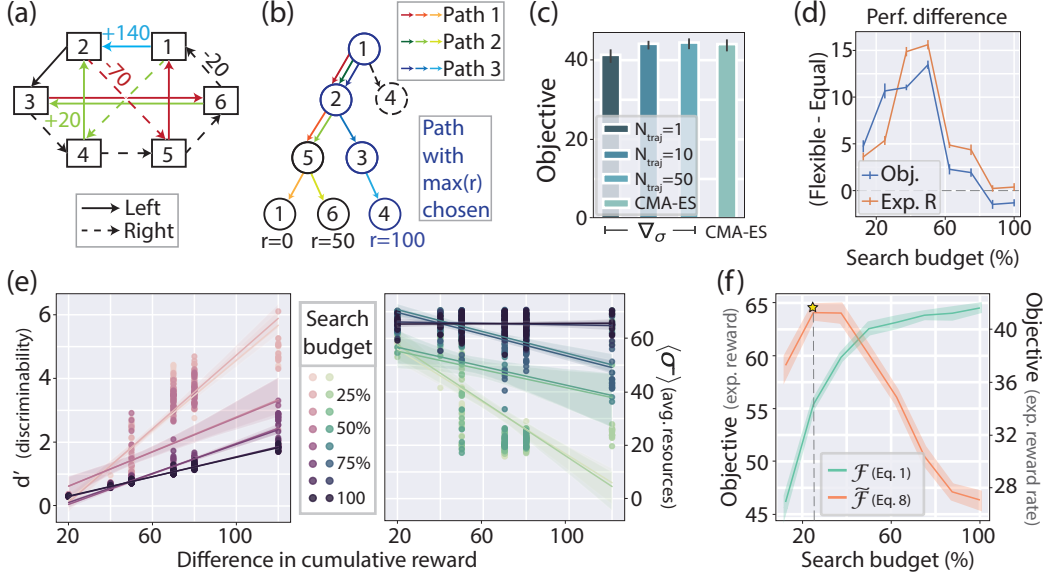 (a)
+140
2
1
-70
-20
3
6
+20
4
5
Left
Right
(b)
Path 1
Path 2
Path 3
1
2
4
5
3
1
6
4
r=0
r=50
r=100
Path
with
max(r)
chosen
(c)
Objective
40
20
0
N_traj=1
N_traj=10
N_traj=50
CMA-ES
∇σ
CMA-ES
(d)
Perf. difference
(Flexible - Equal)
15
10
5
0
Obj.
Exp. R
20
60
100
Search budget (%)
(e)
d′ (discriminability)
6
4
2
0
20
60
100
Search
budget
25%
50%
75%
100
20
60
100
Difference in cumulative reward
60
40
20
0
⟨σ⟩ (avg. resources)
(f)
Objective (exp. reward)
65
60
55
50
45
ℱ (Eq. 1)
ℱ̃ (Eq. 8)
20
60
100
Search budget (%)
40
36
32
28
Objective
(exp. reward rate)